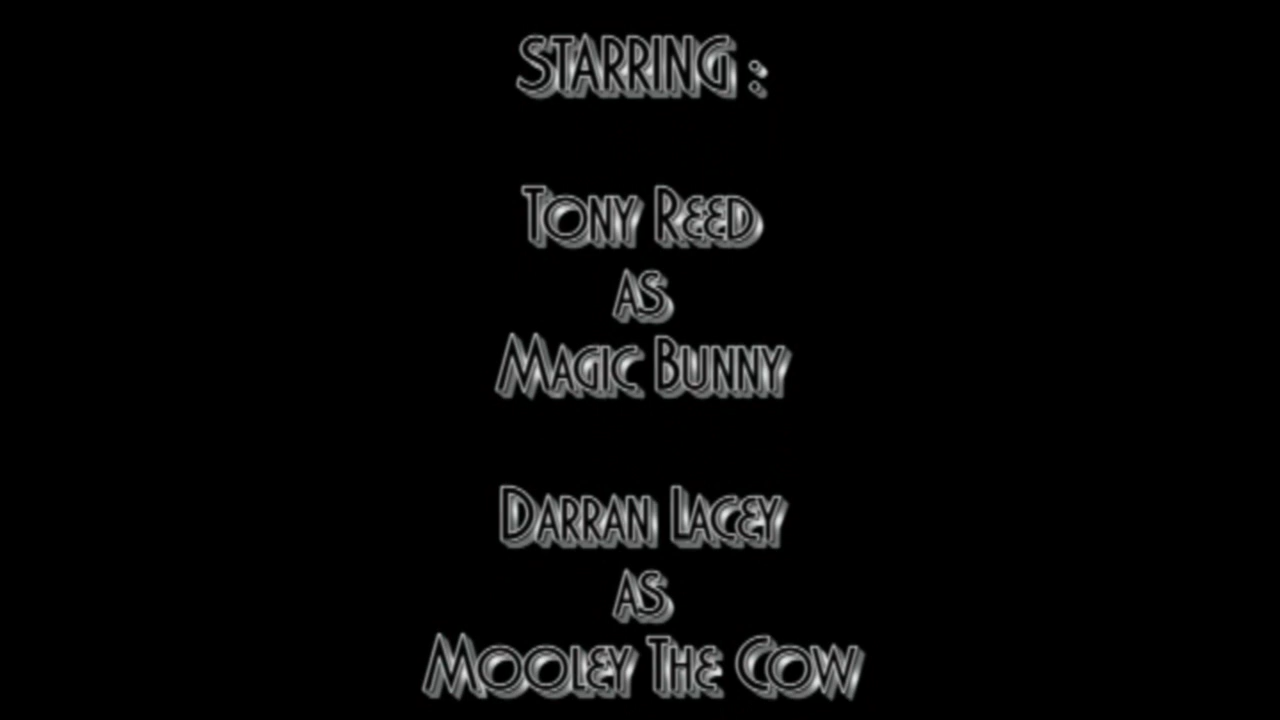 STARRING :
TONY REED
AS
MAGIC BUNNY
DARRAN LACEY
AS
MOOLEY THE COW